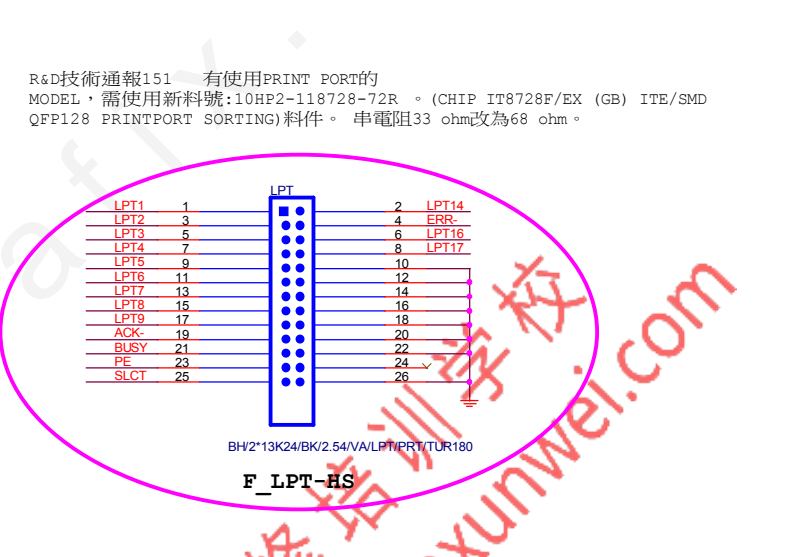 R&D技術通報151 有使用PRINT PORT的
MODEL，需使用新料號:10HP2-118728-72R 。(CHIP IT8728F/EX (GB) ITE/SMD
QFP128 PRINTPORT SORTING)料件。 串電阻33 ohm改為68 ohm。
LPT
LPT1 1 2 LPT14
LPT2 3 4 ERR-
LPT3 5 6 LPT16
LPT4 7 8 LPT17
LPT5 9 10
LPT6 11 12
LPT7 13 14
LPT8 15 16
LPT9 17 18
ACK- 19 20
BUSY 21 22
PE 23 24
SLCT 25 26
BH/2*13K24/BK/2.54/VA/LPT/PRT/TUR180
F_LPT-HS
afix.
培训学校
xunwei.com